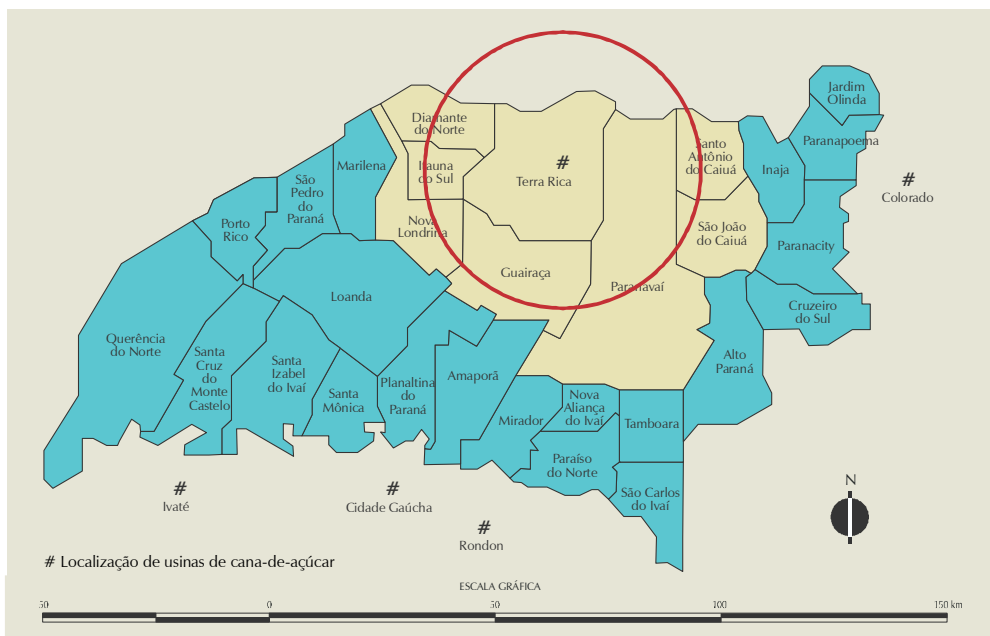 Jardim
Olinda
Diamante
do Norte
Paranapoema
Santo
Antônio
do Caiuá
Marilena
Itauna
do Sul
#
Terra Rica
Inaja
São
Pedro
do
Paraná
#
Colorado
Porto
Rico
Nova
Londrina
São João
do Caiuá
Paranacity
Guairaça
Paranavaí
Loanda
Cruzeiro
do Sul
Querência
do Norte
Santa
Cruz
do
Monte
Castelo
Santa
Izabel
do Ivaí
Alto
Paraná
Amaporã
Planaltina
do
Paraná
Santa
Mônica
Nova
Aliança
do Ivaí
Mirador
Tamboara
Paraíso
do Norte
São Carlos
do Ivaí
N
#
Ivaté
#
Cidade Gaúcha
#
Rondon
# Localização de usinas de cana-de-açúcar
ESCALA GRÁFICA
50 0 50 100 150 km